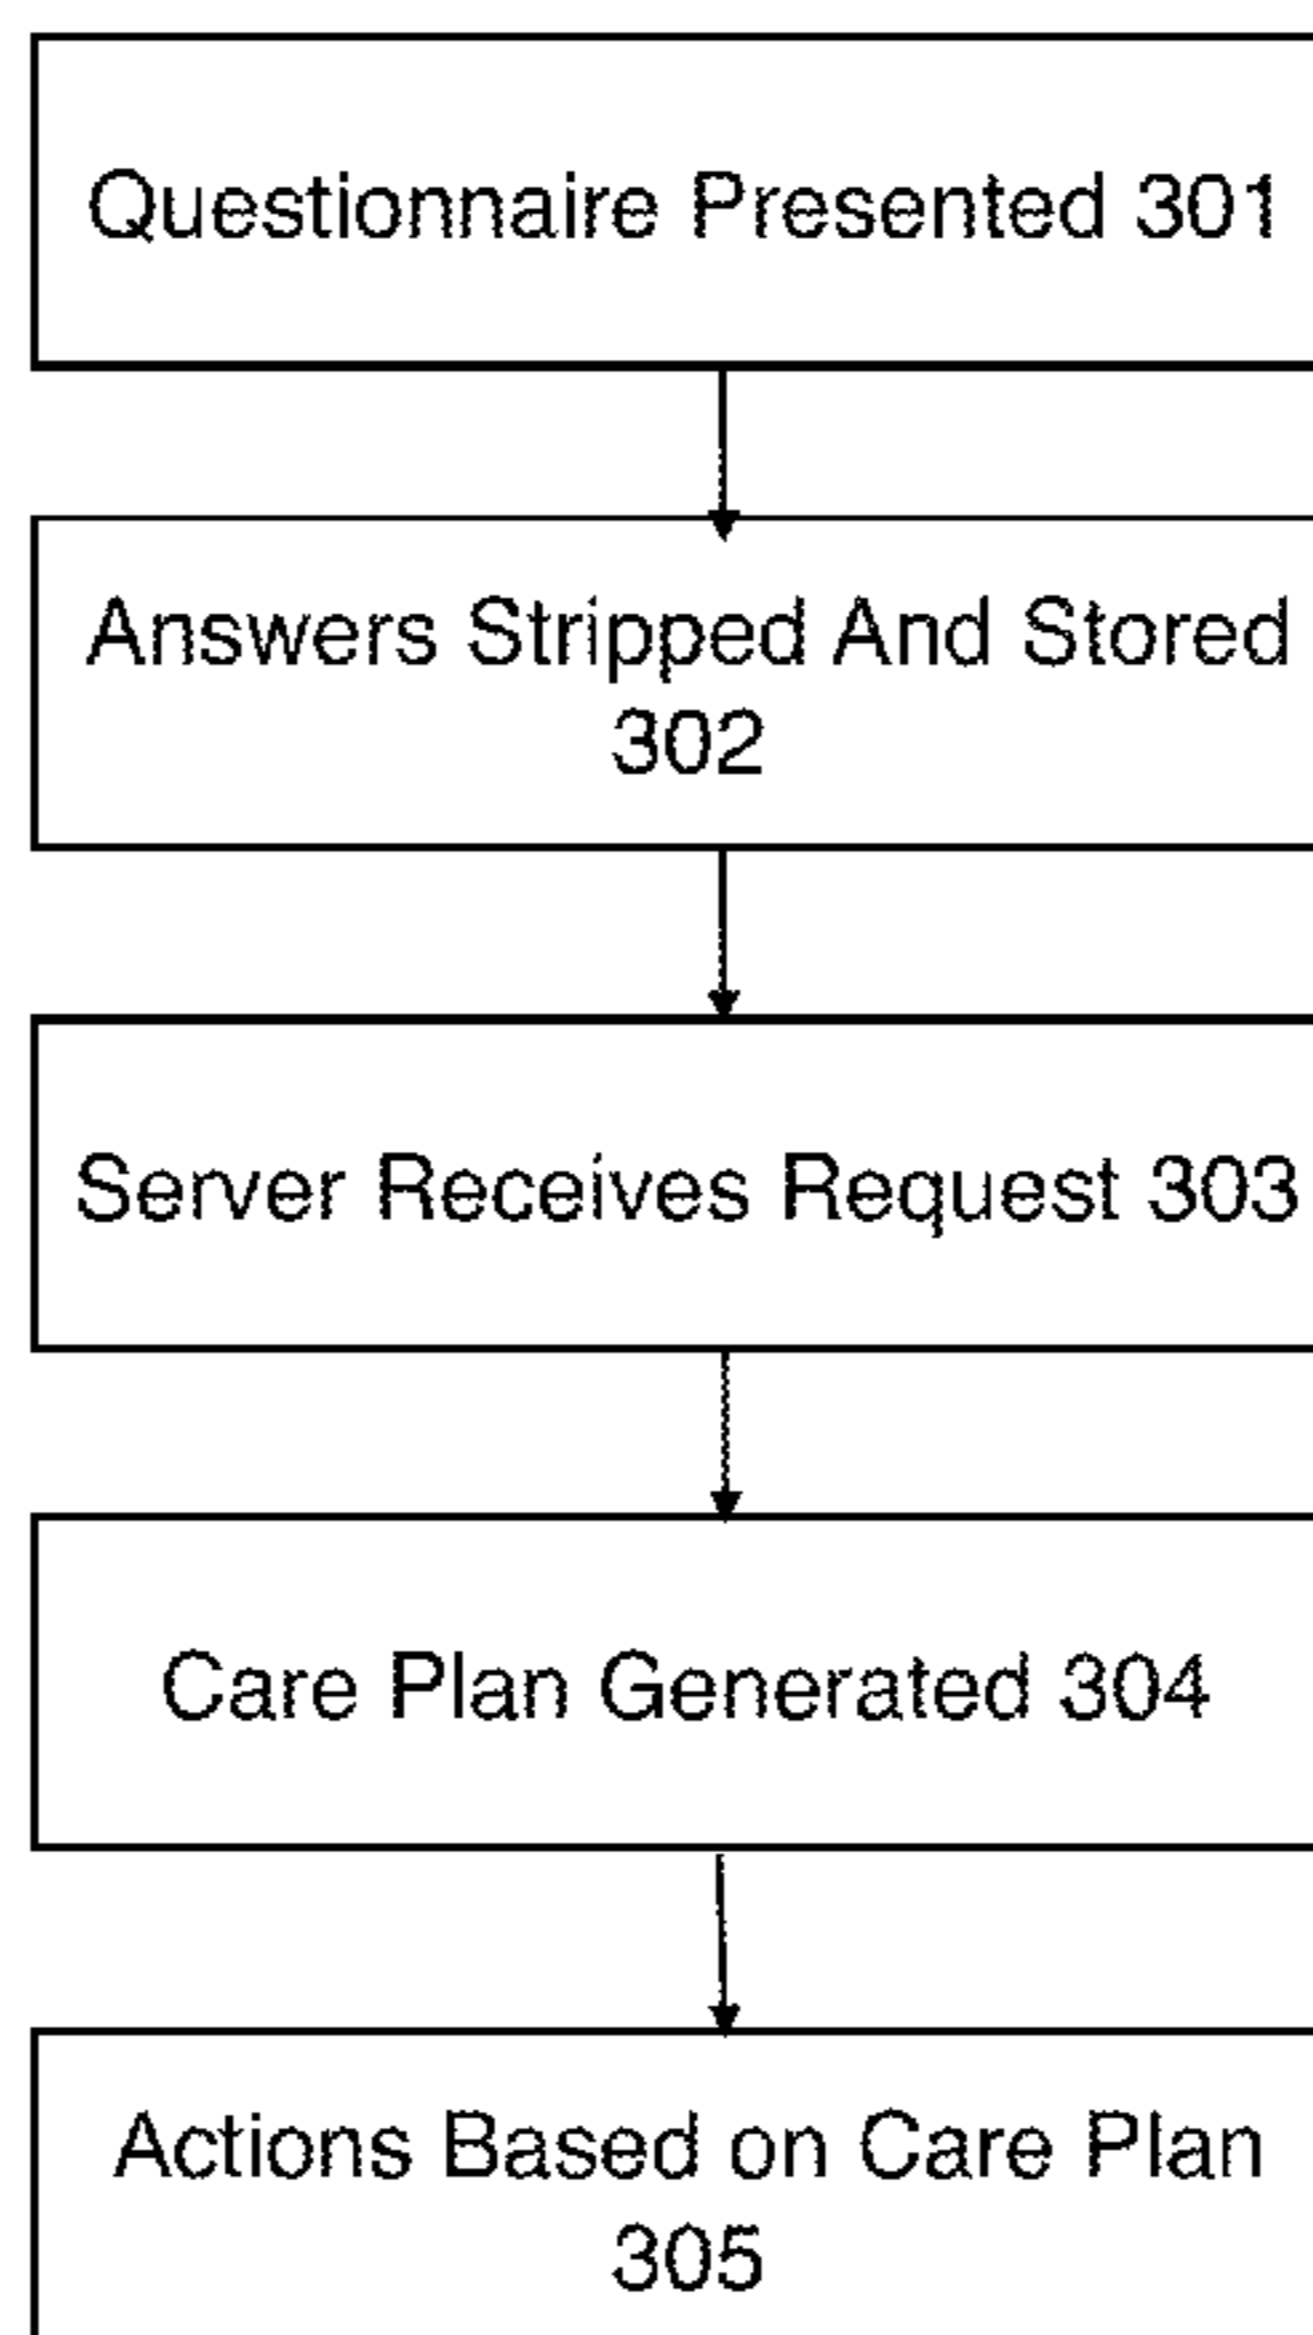 Questionnaire Presented 301
Answers Stripped And Stored
302
Server Receives Request 303
Care Plan Generated 304
Actions Based on Care Plan
305